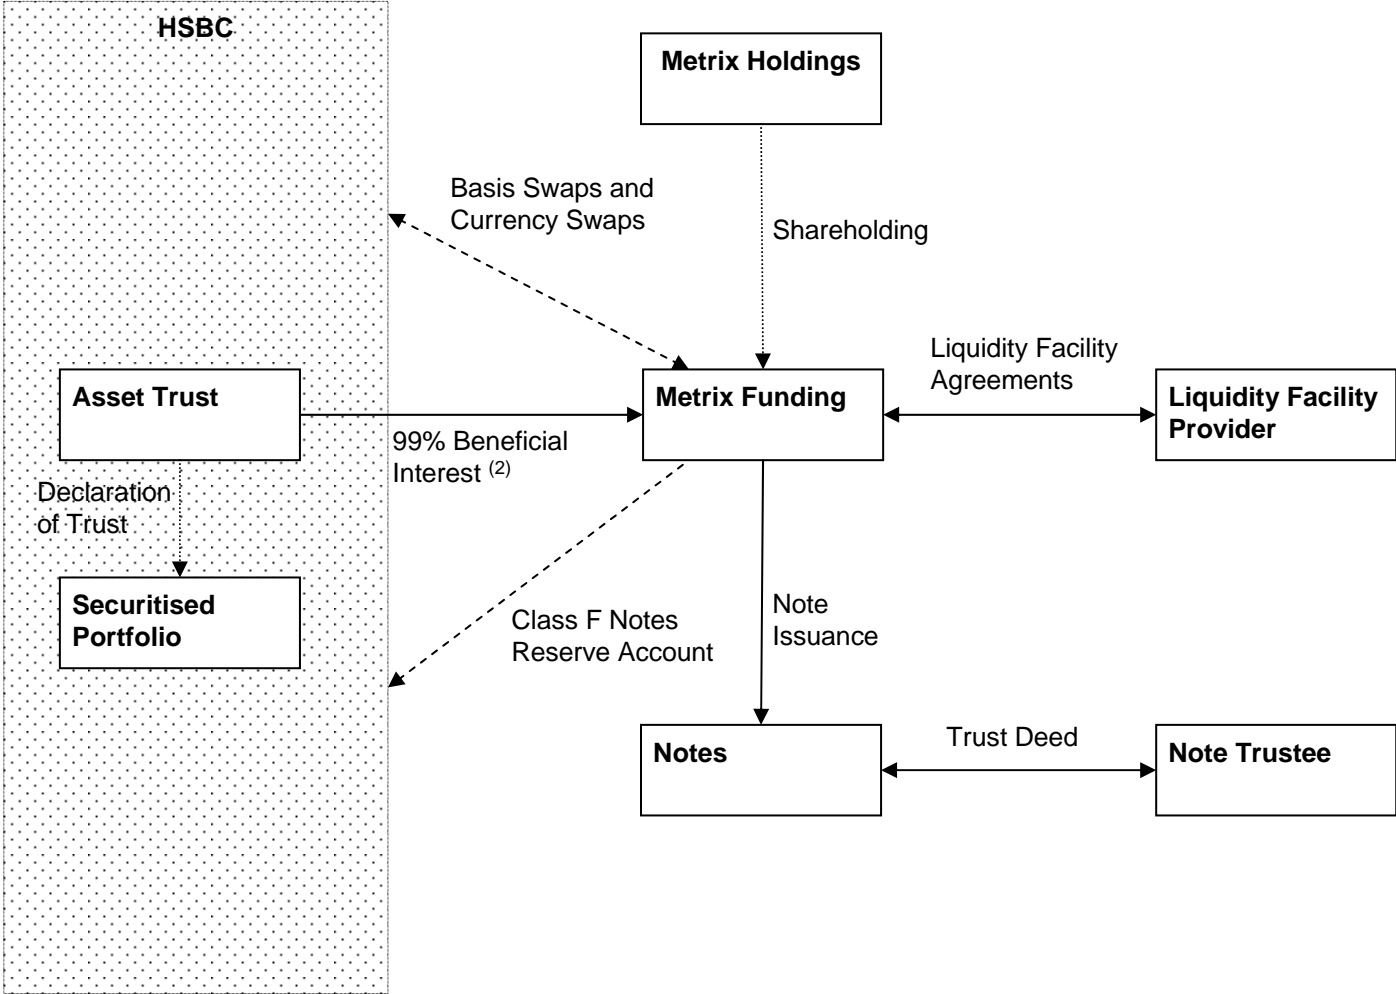 HSBC
Metrix Holdings
Basis Swaps and
Currency Swaps
Shareholding
Liquidity Facility
Agreements
Asset Trust
Metrix Funding
Liquidity Facility
Provider
99% Beneficial
Interest (2)
Declaration
of Trust
Securitised
Portfolio
Class F Notes
Reserve Account
Note
Issuance
Notes
Trust Deed
Note Trustee